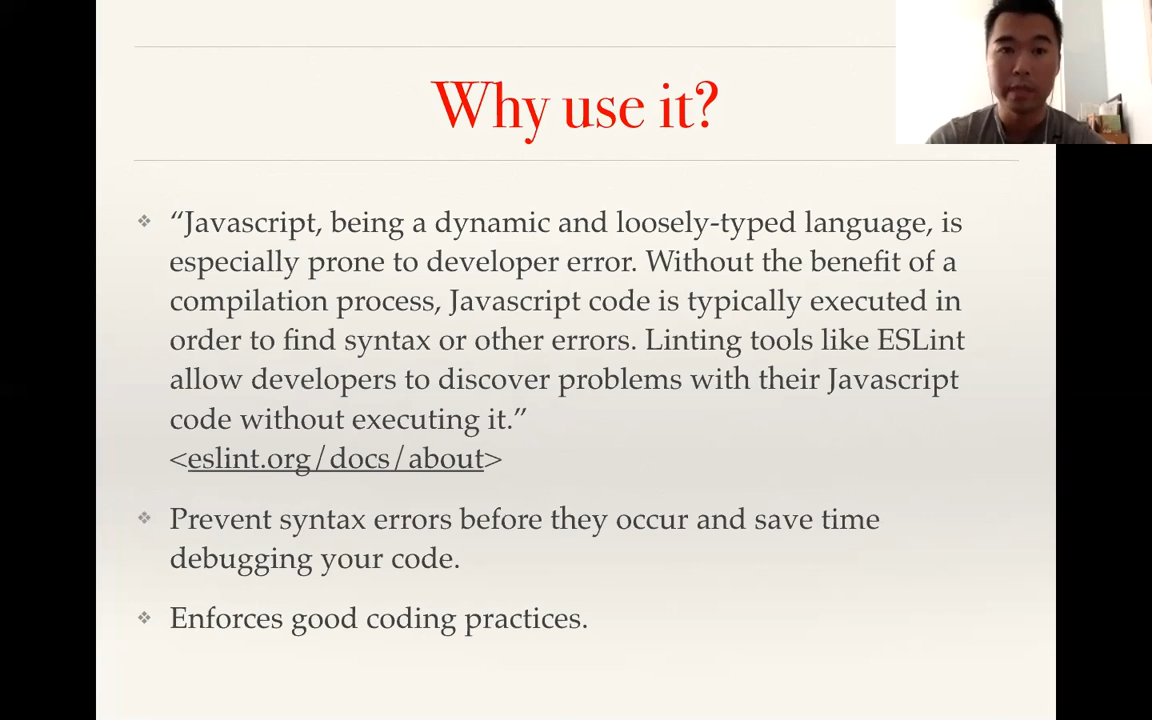 Why use it?
“Javascript, being a dynamic and loosely-typed language, is
especially prone to developer error. Without the benefit of a
compilation process, Javascript code is typically executed in
order to find syntax or other errors. Linting tools like ESLint
allow developers to discover problems with their Javascript
code without executing it.”
<eslint.org/docs/about>
Prevent syntax errors before they occur and save time
debugging your code.
Enforces good coding practices.